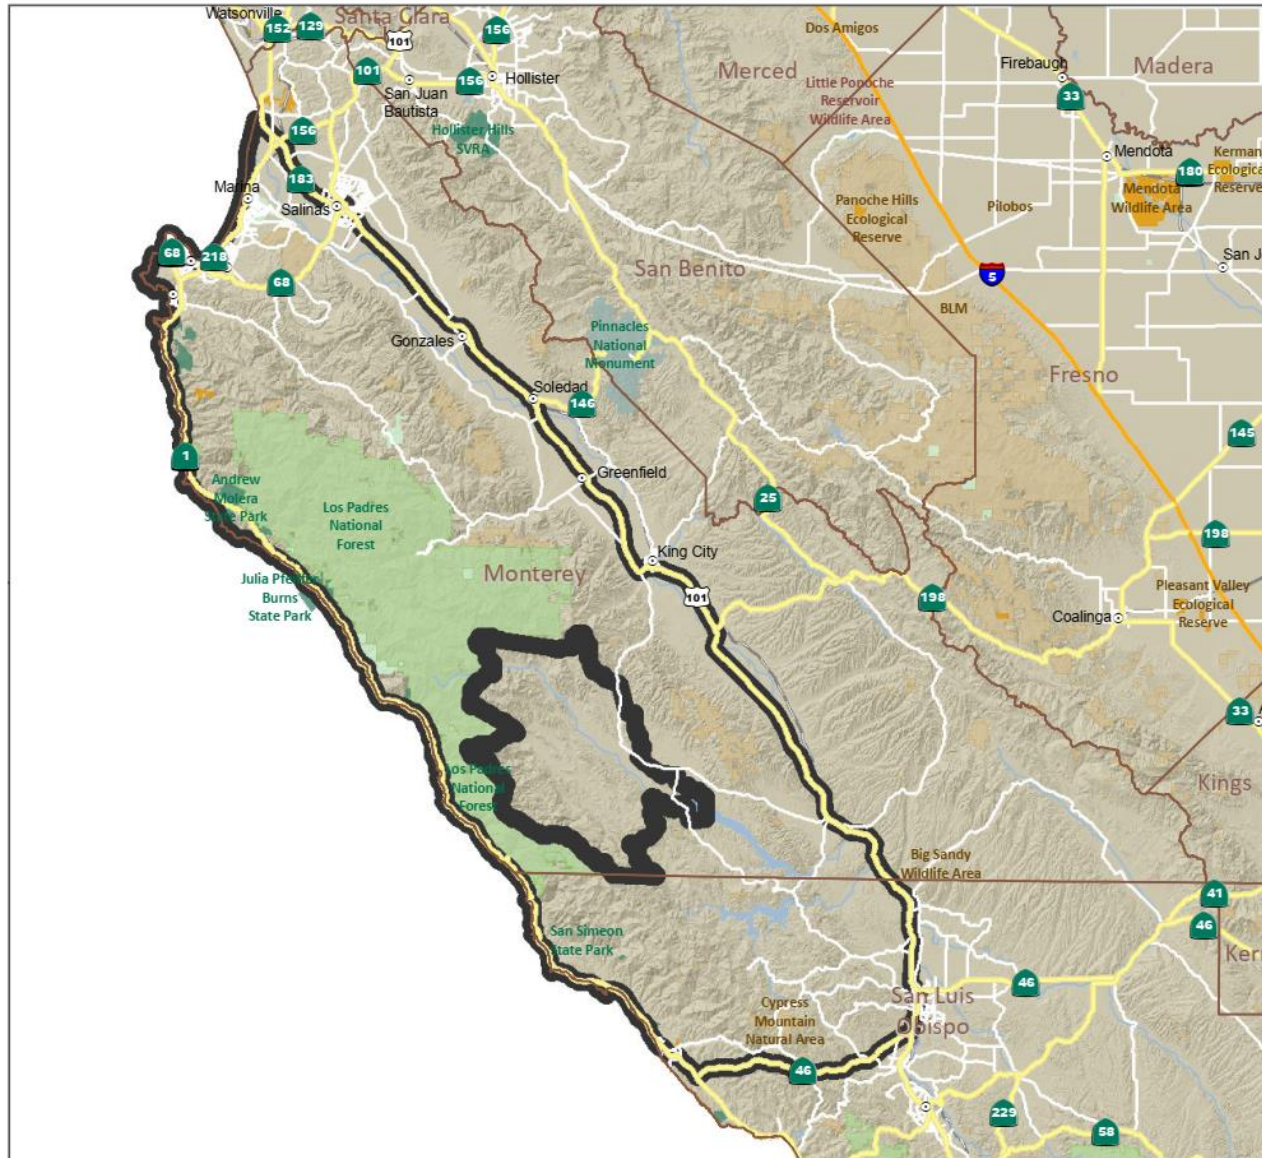 Watsonville
152
129
Santa Clara
101
156
Dos Amigos
Merced
Firebaugh
Madera
101
San Juan
Bautista
156
Hollister
Little Ponoche
Reservoir
Wildlife Area
33
Hollister Hills
SVRA
156
Mendota
180
Kerman
Ecologica
Reserve
Mendota
Wildlife Area
Marina
183
Salinas
Panoche Hills
Ecological
Reserve
Pilobos
68
218
68
San Benito
5
San J
BLM
Gonzales
Pinnacles
National
Monument
Fresno
Soledad
146
145
1
Andrew
Molera
State Park
Los Padres
National
Forest
Greenfield
25
198
King City
Monterey
101
198
Julia Pfeiffer
Burns
State Park
Coalinga
Pleasant Valley
Ecological
Reserve
33
A
Los Padres
National
Forest
Kings
Big Sandy
Wildlife Area
41
46
San Simeon
State Park
Kern
Cypress
Mountain
Natural Area
San Luis
Obispo
46
46
229
58